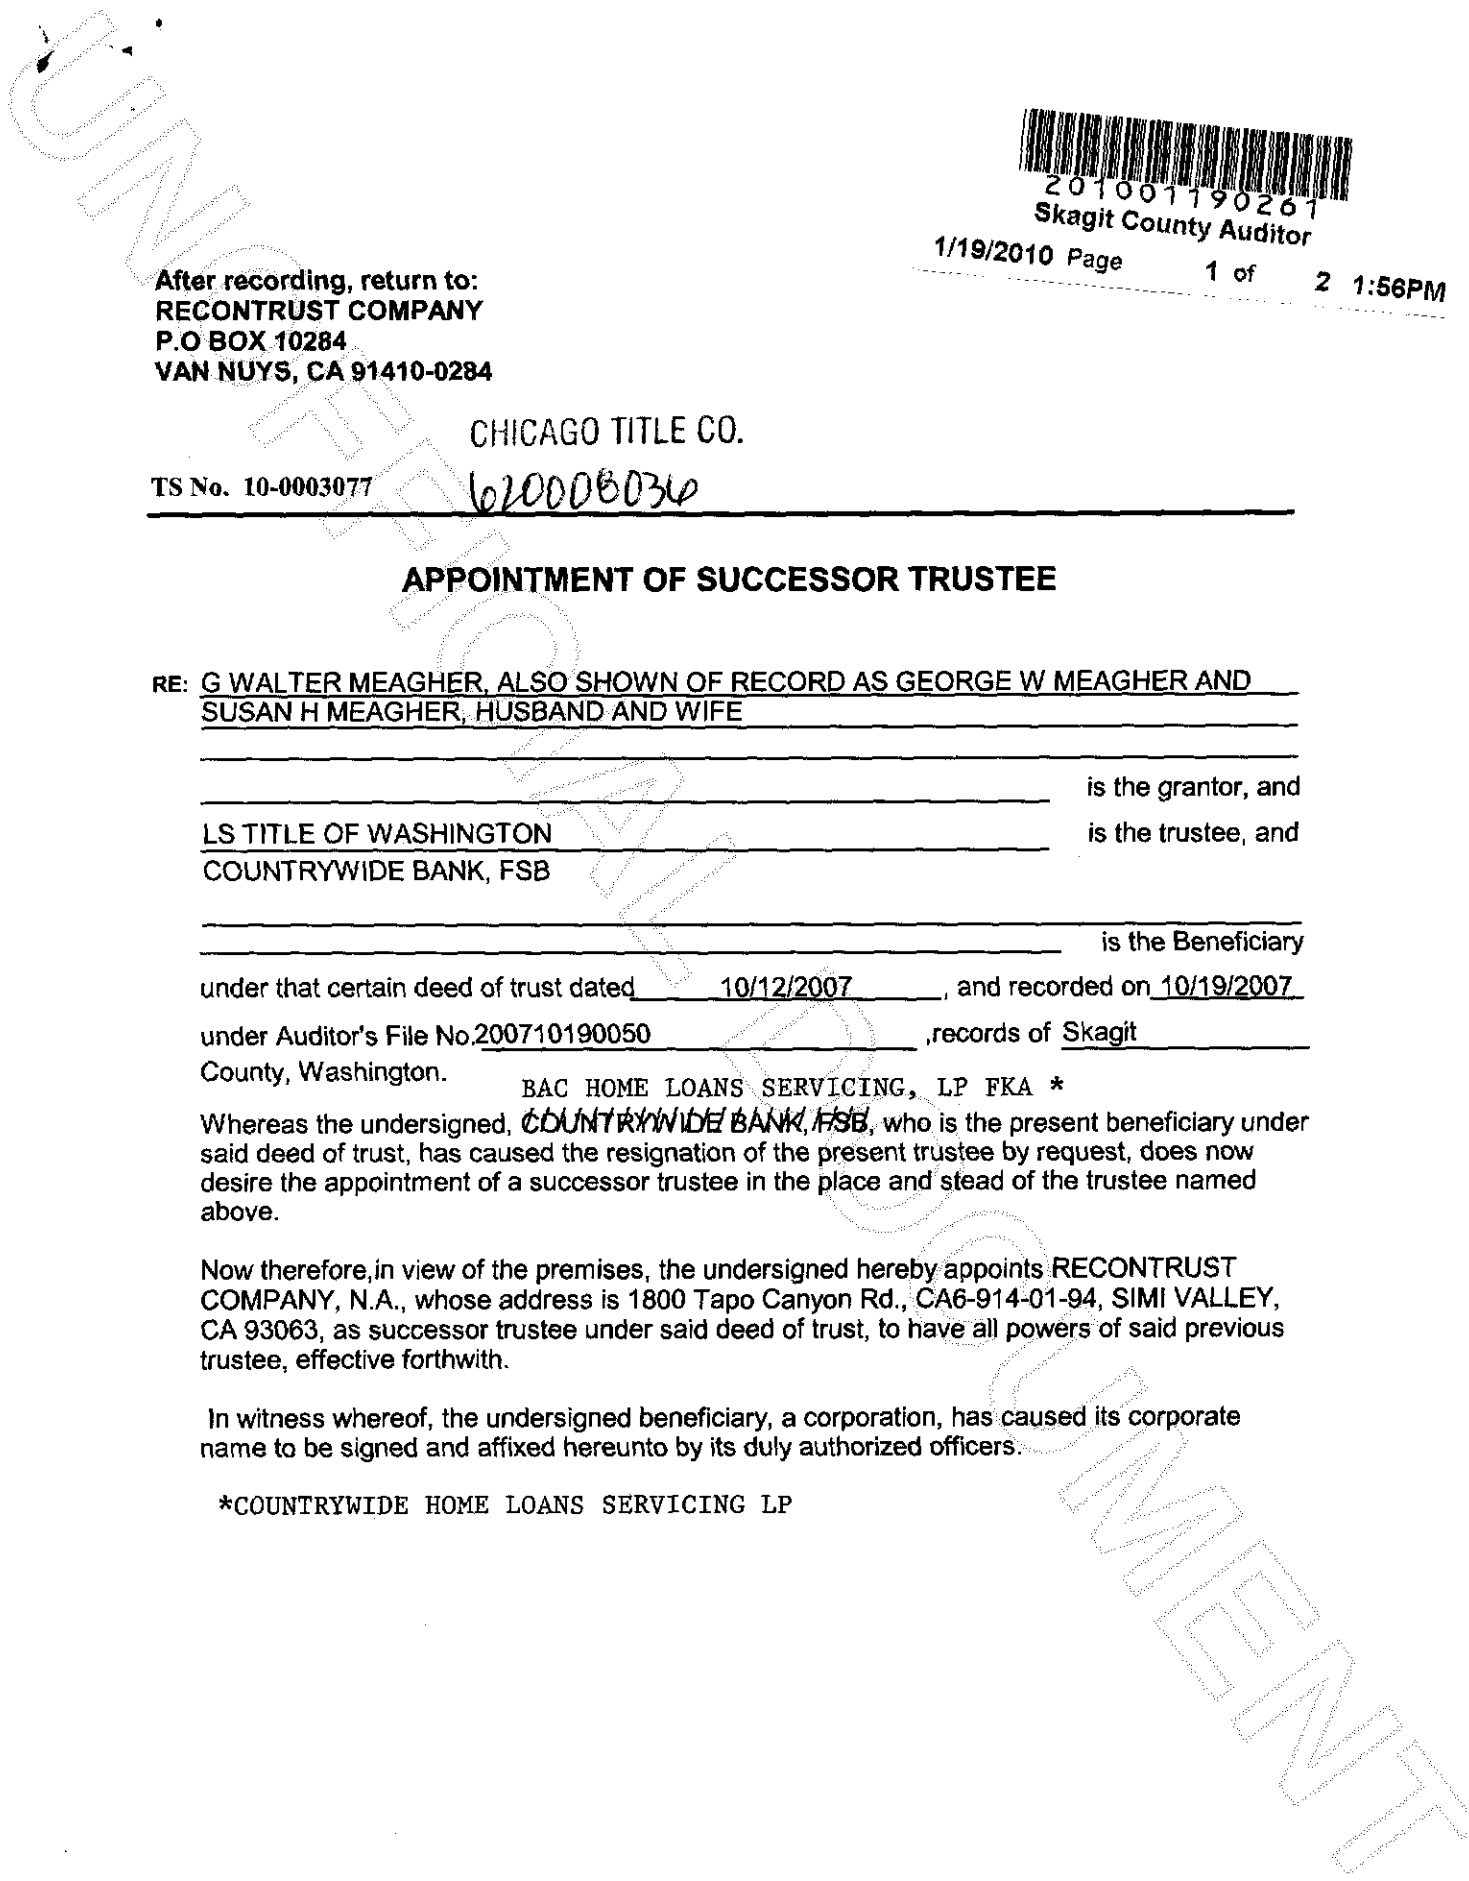 201001190261
Skagit County Auditor
1/19/2010 Page 1 of 2 1:56PM
After recording, return to:
RECONTRUST COMPANY
P.O BOX 10284
VAN NUYS, CA 91410-0284
CHICAGO TITLE CO.
TS No. 10-0003077 620008036
APPOINTMENT OF SUCCESSOR TRUSTEE
RE: G WALTER MEAGHER, ALSO SHOWN OF RECORD AS GEORGE W MEAGHER AND
SUSAN H MEAGHER, HUSBAND AND WIFE
is the grantor, and
LS TITLE OF WASHINGTON is the trustee, and
COUNTRYWIDE BANK, FSB
is the Beneficiary
under that certain deed of trust dated 10/12/2007, and recorded on 10/19/2007
under Auditor's File No.200710190050 ,records of Skagit
County, Washington.
BAC HOME LOANS SERVICING, LP FKA *
Whereas the undersigned, COUNTRYWIDE BANK, FSB, who is the present beneficiary under
said deed of trust, has caused the resignation of the present trustee by request, does now
desire the appointment of a successor trustee in the place and stead of the trustee named
above.
Now therefore,in view of the premises, the undersigned hereby appoints RECONTRUST
COMPANY, N.A., whose address is 1800 Tapo Canyon Rd., CA6-914-01-94, SIMI VALLEY,
CA 93063, as successor trustee under said deed of trust, to have all powers of said previous
trustee, effective forthwith.
In witness whereof, the undersigned beneficiary, a corporation, has caused its corporate
name to be signed and affixed hereunto by its duly authorized officers.
*COUNTRYWIDE HOME LOANS SERVICING LP
UNOFFICIAL DOCUMENT